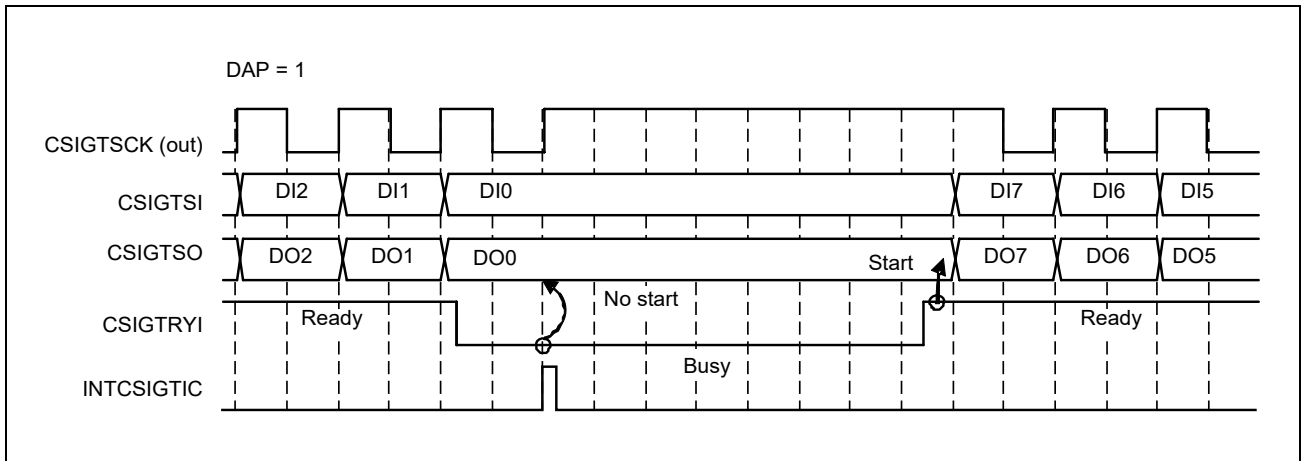 DAP = 1
CSIGTSCK (out)
CSIGTSI DI2 DI1 DI0 DI7 DI6 DI5
CSIGTSO DO2 DO1 DO0 Start DO7 DO6 DO5
No start
CSIGTRYI Ready Ready
Busy
INTCSIGTIC